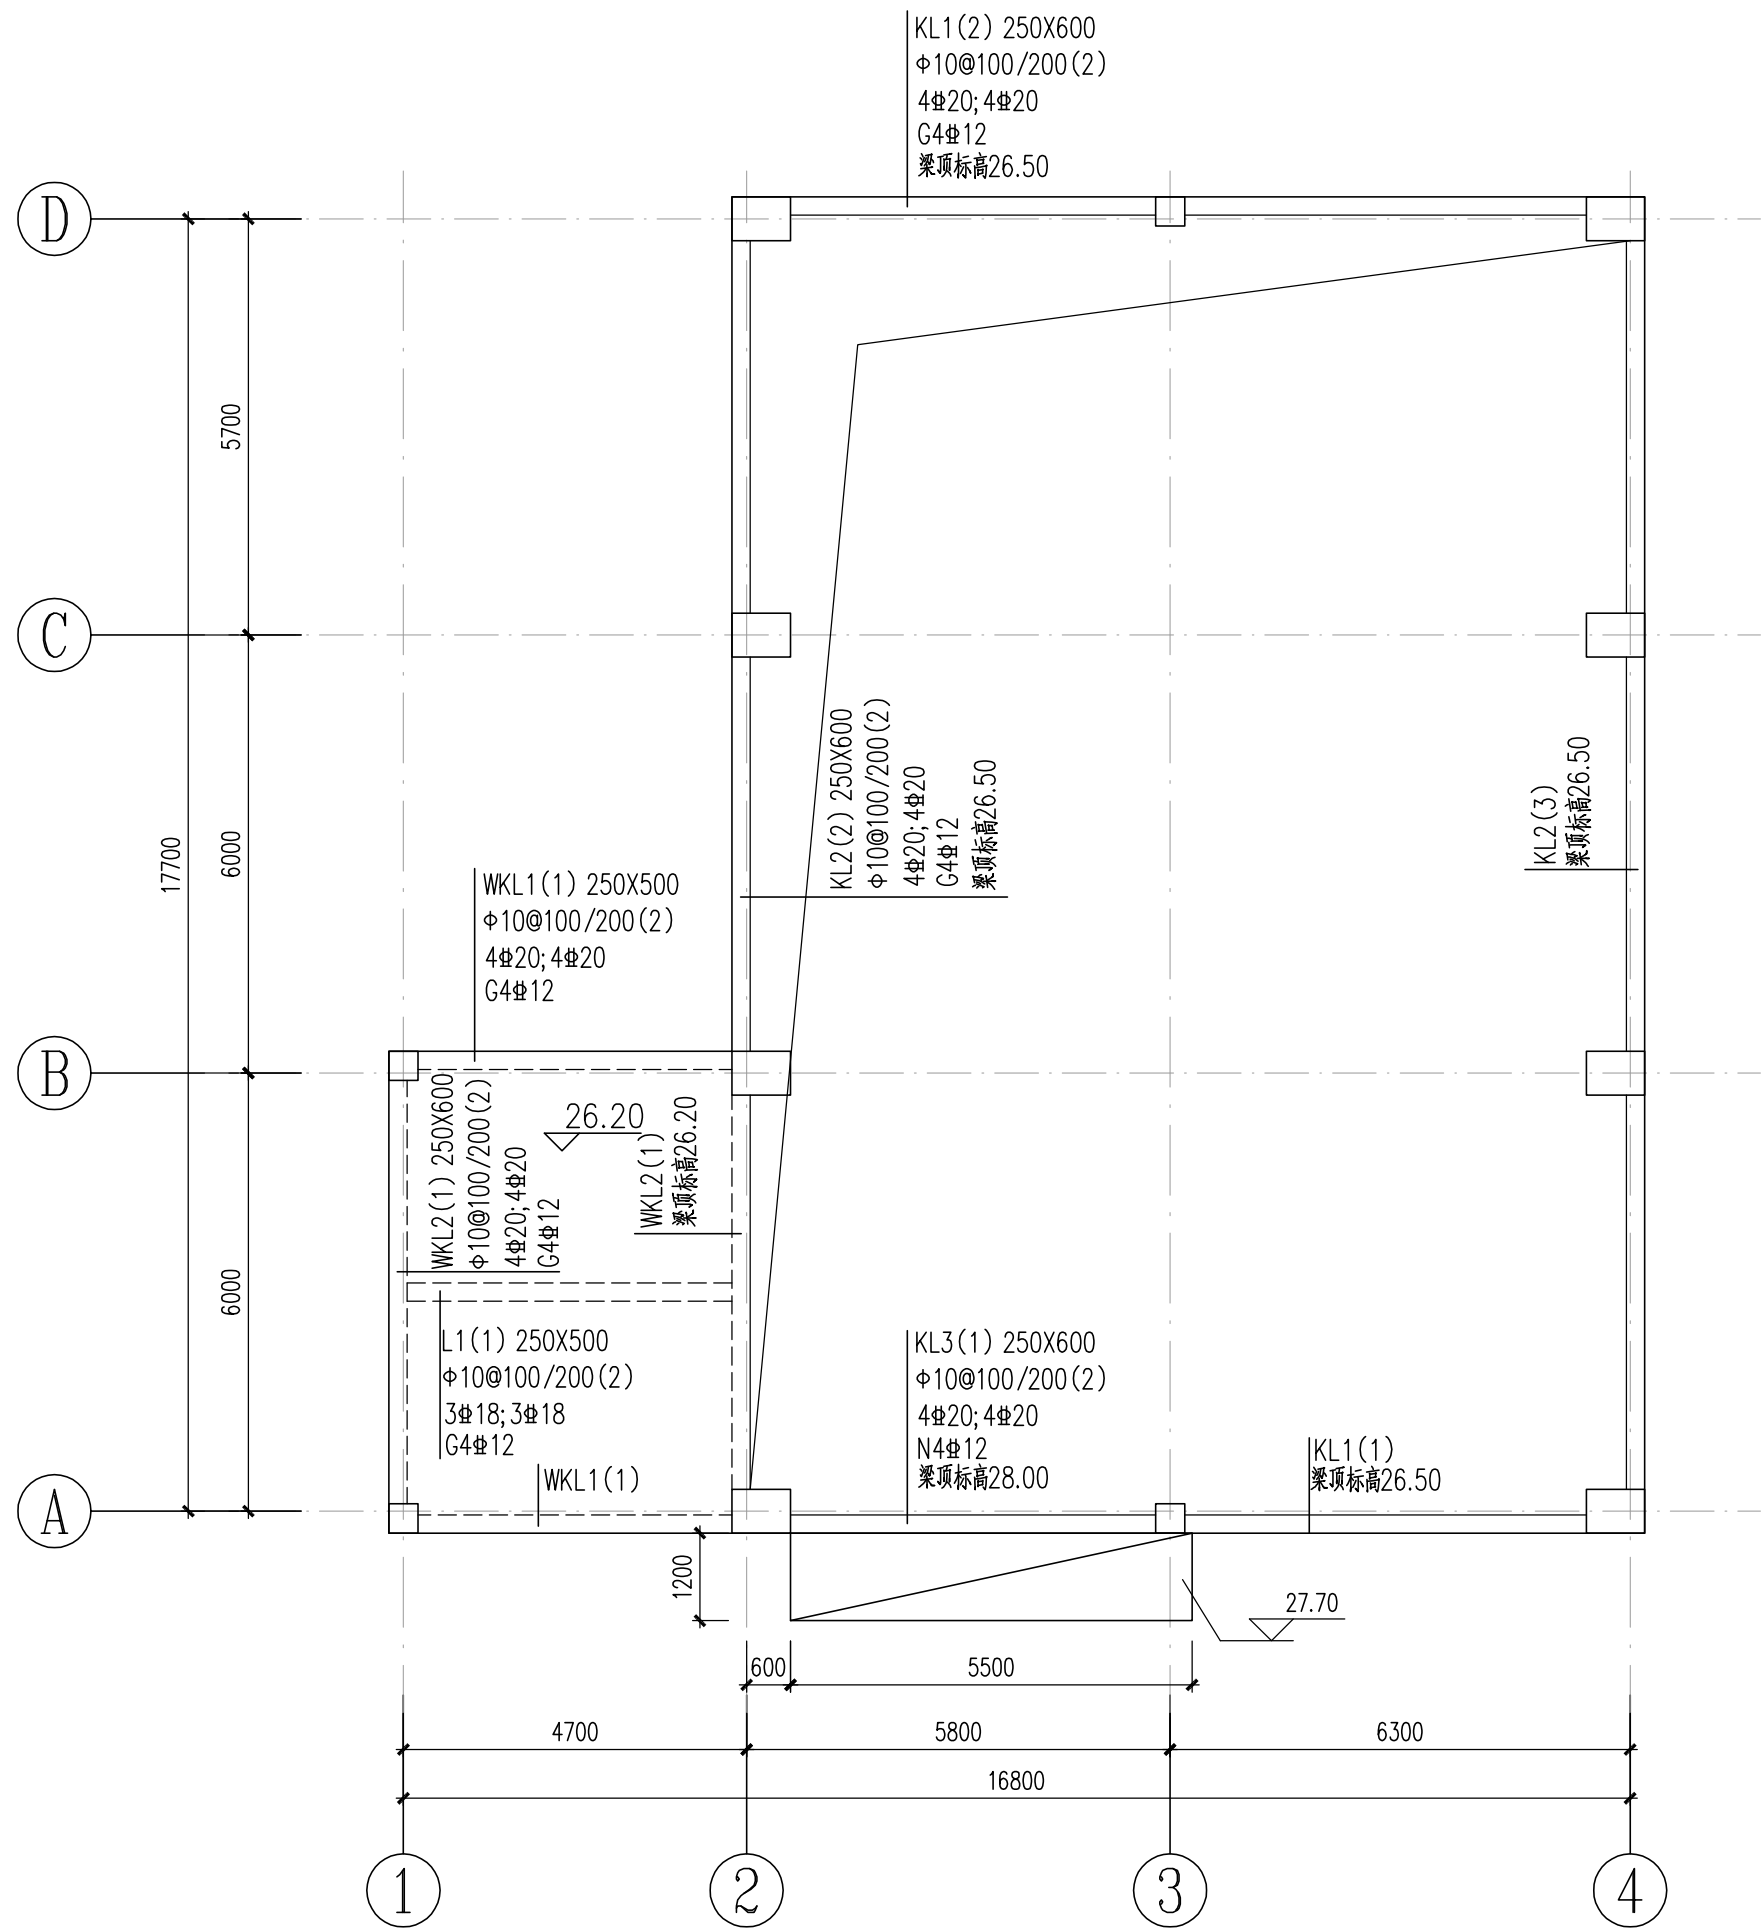 KL1(2) 250X600
Φ10@100/200(2)
4⌽20;4⌽20
G4⌽12
梁顶标高26.50
D
5700
C
17700
6000
KL2(2) 250X600
Φ10@100/200(2)
4⌽20;4⌽20
G4⌽12
梁顶标高26.50
KL2(3)
梁顶标高26.50
WKL1(1) 250X500
Φ10@100/200(2)
4⌽20;4⌽20
G4⌽12
B
WKL2(1) 250X600
Φ10@100/200(2)
4⌽20;4⌽20
G4⌽12
26.20
WKL2(1)
梁顶标高26.20
6000
L1(1) 250X500
Φ10@100/200(2)
3⌽18;3⌽18
G4⌽12
WKL1(1)
KL3(1) 250X600
Φ10@100/200(2)
4⌽20;4⌽20
N4⌽12
梁顶标高28.00
KL1(1)
梁顶标高26.50
A
1200
27.70
600
5500
4700
5800
6300
16800
1
2
3
4